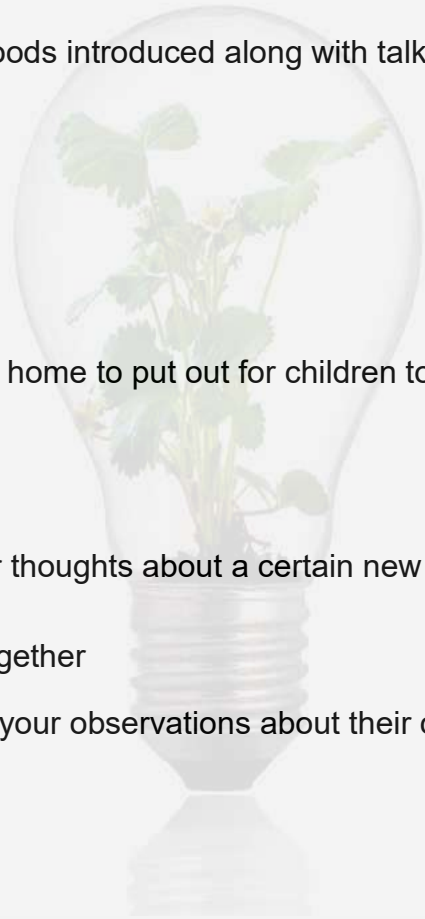 oods introduced along with talk
home to put out for children to
thoughts about a certain new
gether
your observations about their